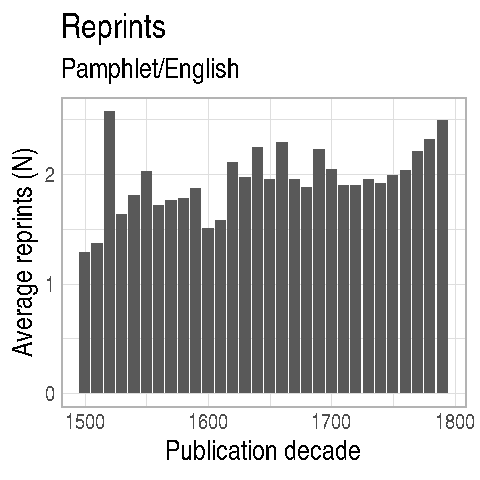 Reprints
Pamphlet/English
Average reprints (N)
2
1
0
1500 1600 1700 1800
Publication decade